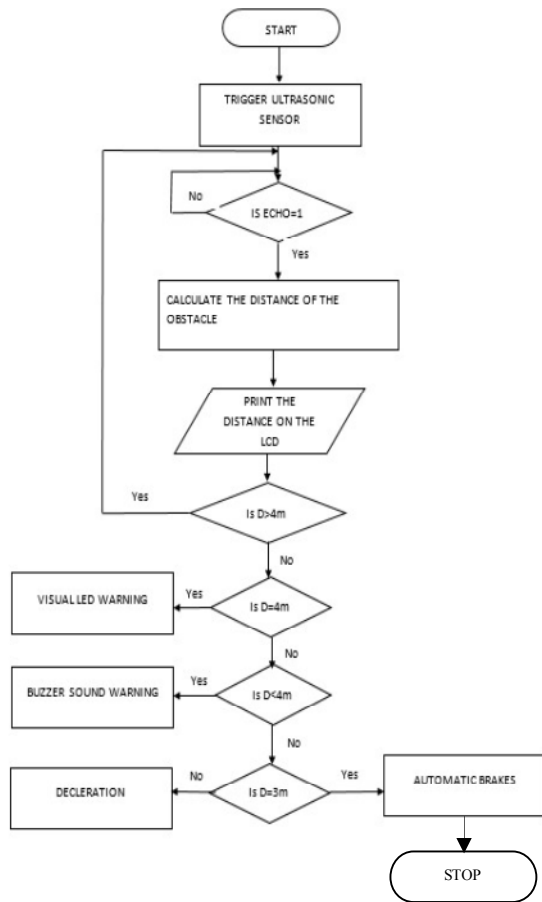 START
TRIGGER ULTRASONIC
SENSOR
No
IS ECHO=1
Yes
CALCULATE THE DISTANCE OF THE
OBSTACLE
PRINT THE
DISTANCE ON THE
LCD
Yes
Is D>4m
No
VISUAL LED WARNING
Yes
Is D=4m
No
BUZZER SOUND WARNING
Yes
Is D<4m
No
DECLERATION
No
Is D=3m
Yes
AUTOMATIC BRAKES
STOP